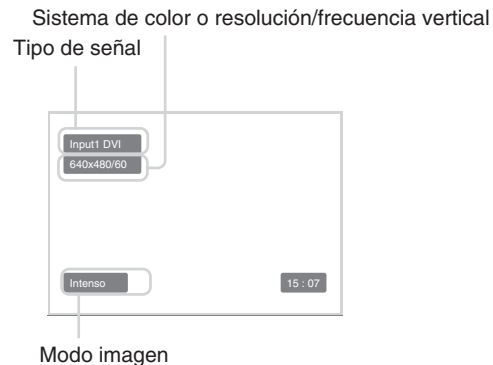 Sistema de color o resolución/frecuencia vertical
Tipo de señal
Input1 DVI
640x480/60
Intenso
15 : 07
Modo imagen